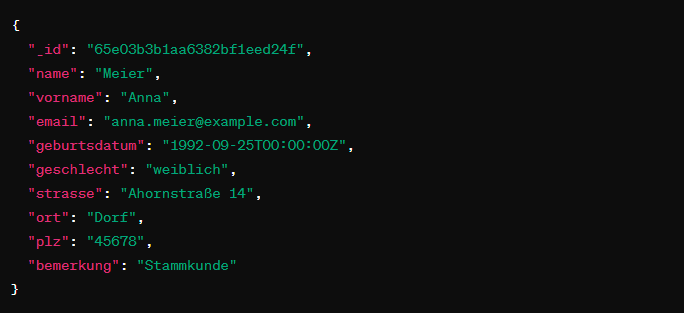 {
"_id": "65e03b3b1aa6382bf1eed24f",
"name": "Meier",
"vorname": "Anna",
"email": "anna.meier@example.com",
"geburtsdatum": "1992-09-25T00:00:00Z",
"geschlecht": "weiblich",
"strasse": "Ahornstraße 14",
"ort": "Dorf",
"plz": "45678",
"bemerkung": "Stammkunde"
}